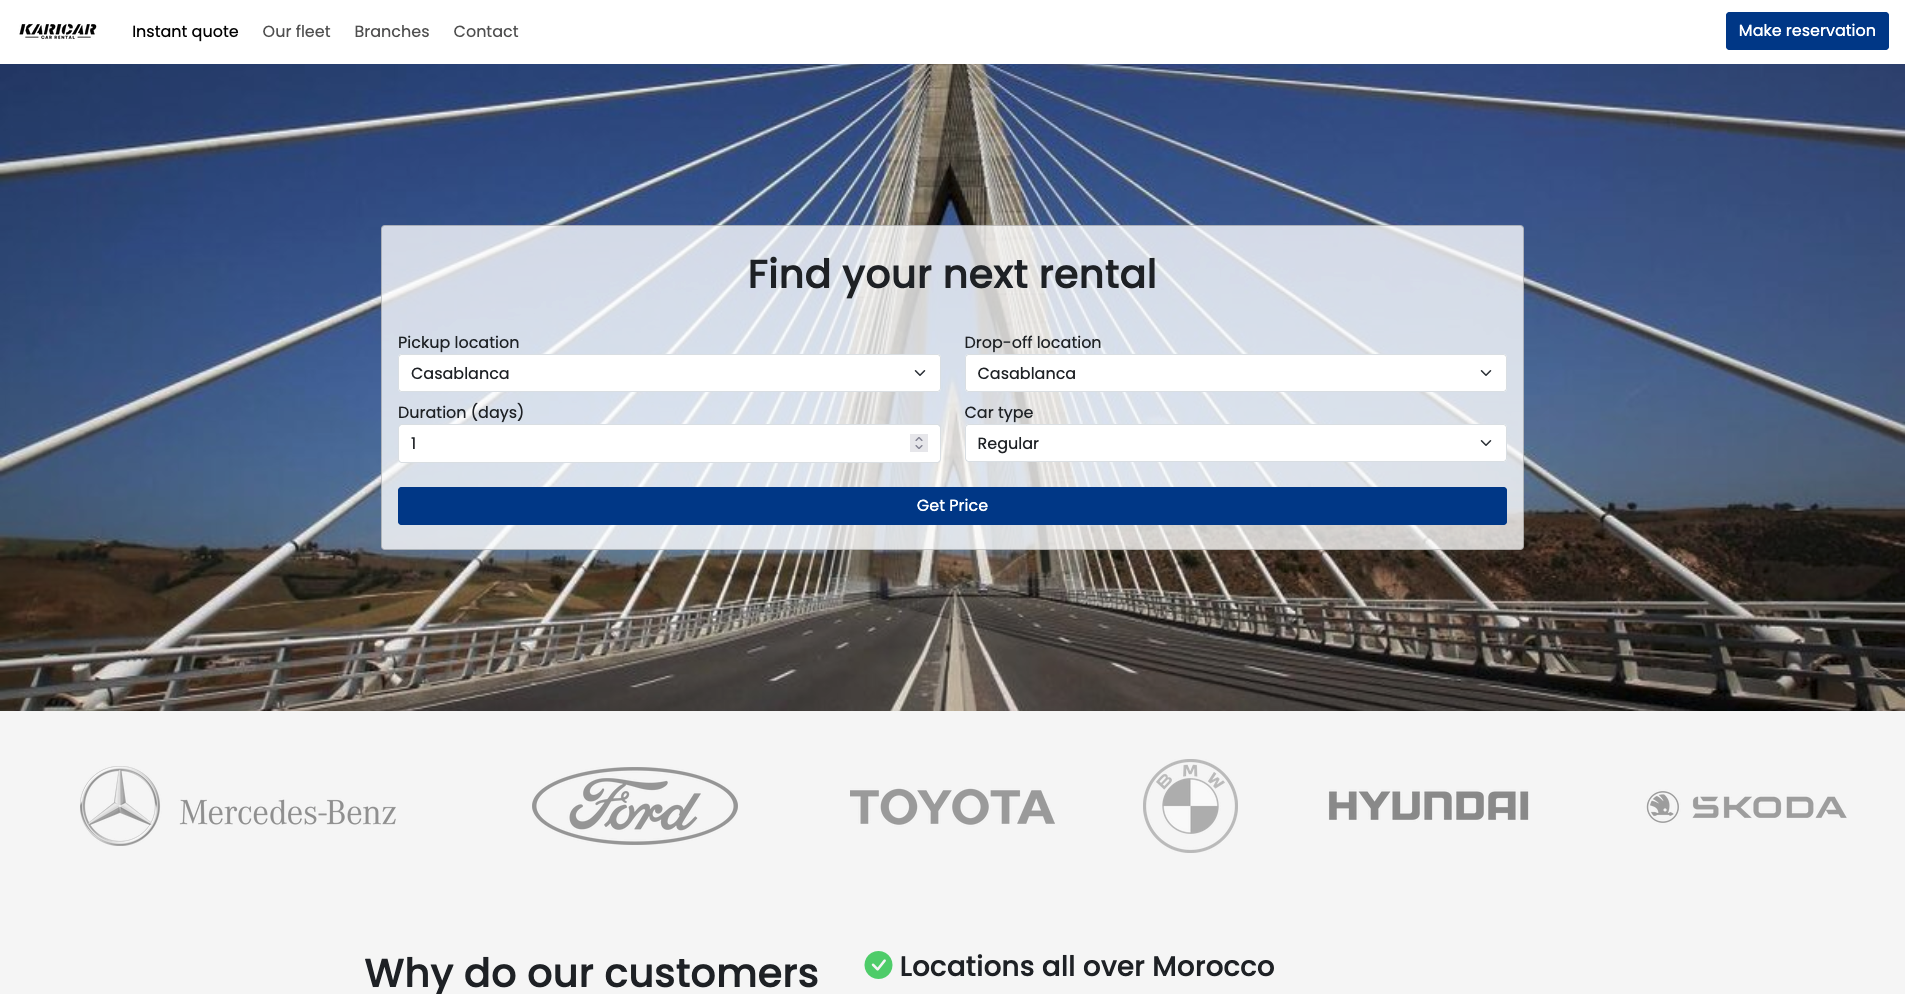 KARICAR
CAR RENTAL
Instant quote
Our fleet
Branches
Contact
Make reservation
Find your next rental
Pickup location
Drop-off location
Casablanca
Casablanca
Duration (days)
Car type
1
Regular
Get Price
Mercedes-Benz
Ford
TOYOTA
BMW
HYUNDAI
SKODA
Why do our customers
Locations all over Morocco